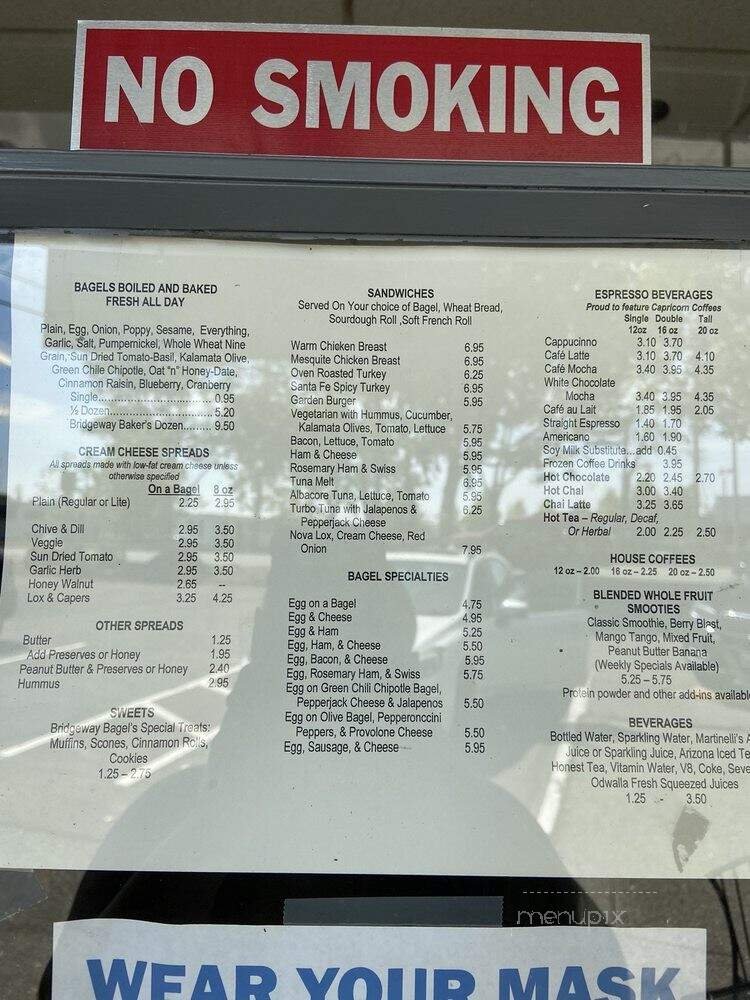 NO SMOKING
BAGELS BOILED AND BAKED
FRESH ALL DAY
Plain, Egg, Onion, Poppy, Sesame, Everything,
Garlic, Salt, Pumpernickel, Whole Wheat Nine
Grain, Sun Dried Tomato-Basil, Kalamata Olive,
Green Chile Chipotle, Oat "n" Honey-Date,
Cinnamon Raisin, Blueberry, Cranberry
Single................................... 0.95
½ Dozen........................... 5.20
Bridgeway Baker's Dozen......... 9.50
CREAM CHEESE SPREADS
All spreads made with low-fat cream cheese unless
otherwise specified
On a Bagel 8 oz
Plain (Regular or Lite) 2.25 2.95
Chive & Dill 2.95 3.50
Veggie 2.95 3.50
Sun Dried Tomato 2.95 3.50
Garlic Herb 2.95 3.50
Honey Walnut 2.65 --
Lox & Capers 3.25 4.25
OTHER SPREADS
Butter 1.25
Add Preserves or Honey 1.95
Peanut Butter & Preserves or Honey 2.40
Hummus 2.95
SWEETS
Bridgeway Bagel's Special Treats:
Muffins, Scones, Cinnamon Rolls,
Cookies
1.25 – 2.75
SANDWICHES
Served On Your choice of Bagel, Wheat Bread,
Sourdough Roll ,Soft French Roll
Warm Chicken Breast 6.95
Mesquite Chicken Breast 6.95
Oven Roasted Turkey 6.25
Santa Fe Spicy Turkey 6.95
Garden Burger 5.95
Vegetarian with Hummus, Cucumber,
Kalamata Olives, Tomato, Lettuce 5.75
Bacon, Lettuce, Tomato 5.95
Ham & Cheese 5.95
Rosemary Ham & Swiss 5.95
Tuna Melt 6.95
Albacore Tuna, Lettuce, Tomato 5.95
Turbo Tuna with Jalapenos & 6.25
Pepperjack Cheese
Nova Lox, Cream Cheese, Red
Onion 7.95
BAGEL SPECIALTIES
Egg on a Bagel 4.75
Egg & Cheese 4.95
Egg & Ham 5.25
Egg, Ham, & Cheese 5.50
Egg, Bacon, & Cheese 5.95
Egg, Rosemary Ham, & Swiss 5.75
Egg on Green Chili Chipotle Bagel,
Pepperjack Cheese & Jalapenos 5.50
Egg on Olive Bagel, Pepperonccini
Peppers, & Provolone Cheese 5.50
Egg, Sausage, & Cheese 5.95
ESPRESSO BEVERAGES
Proud to feature Capricorn Coffees
Single Double Tall
12oz 16 oz 20 oz
Cappucinno 3.10 3.70
Café Latte 3.10 3.70 4.10
Café Mocha 3.40 3.95 4.35
White Chocolate
Mocha 3.40 3.95 4.35
Café au Lait 1.85 1.95 2.05
Straight Espresso 1.40 1.70
Americano 1.60 1.90
Soy Milk Substitute...add 0.45
Frozen Coffee Drinks 3.95
Hot Chocolate 2.20 2.45 2.70
Hot Chai 3.00 3.40
Chai Latte 3.25 3.65
Hot Tea – Regular, Decaf,
Or Herbal 2.00 2.25 2.50
HOUSE COFFEES
12 oz – 2.00 16 oz – 2.25 20 oz – 2.50
BLENDED WHOLE FRUIT
SMOOTIES
Classic Smoothie, Berry Blast,
Mango Tango, Mixed Fruit,
Peanut Butter Banana
(Weekly Specials Available)
5.25 – 5.75
Protein powder and other add-ins available
BEVERAGES
Bottled Water, Sparkling Water, Martinelli's A
Juice or Sparkling Juice, Arizona Iced Te
Honest Tea, Vitamin Water, V8, Coke, Seve
Odwalla Fresh Squeezed Juices
1.25 - 3.50
menupix
WEAR YOUR MASK